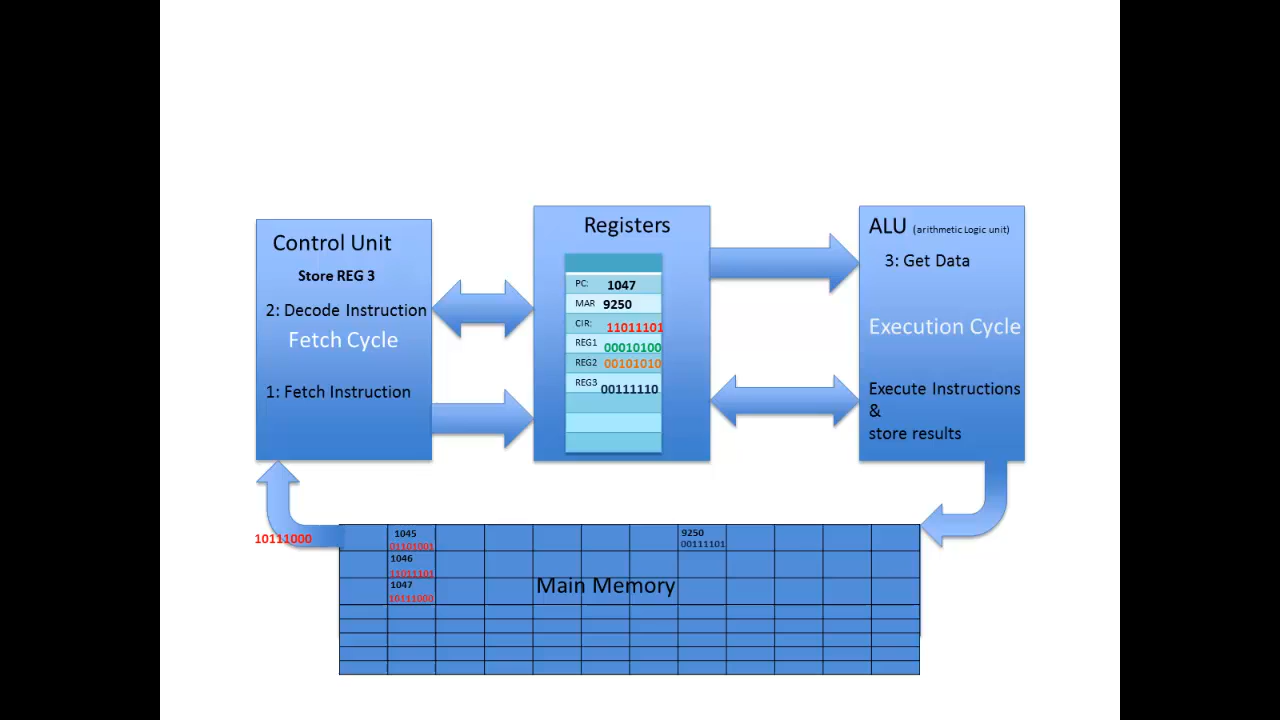 Control Unit
Store REG 3
2: Decode Instruction
Fetch Cycle
1: Fetch Instruction
Registers
PC: 1047
MAR 9250
CIR: 11011101
REG1 00010100
REG2 00101010
REG3 00111110
ALU (arithmetic Logic unit)
3: Get Data
Execution Cycle
Execute Instructions
&
store results
10111000
1045
01101001
1046
11011101
1047
10111000
9250
00111101
Main Memory